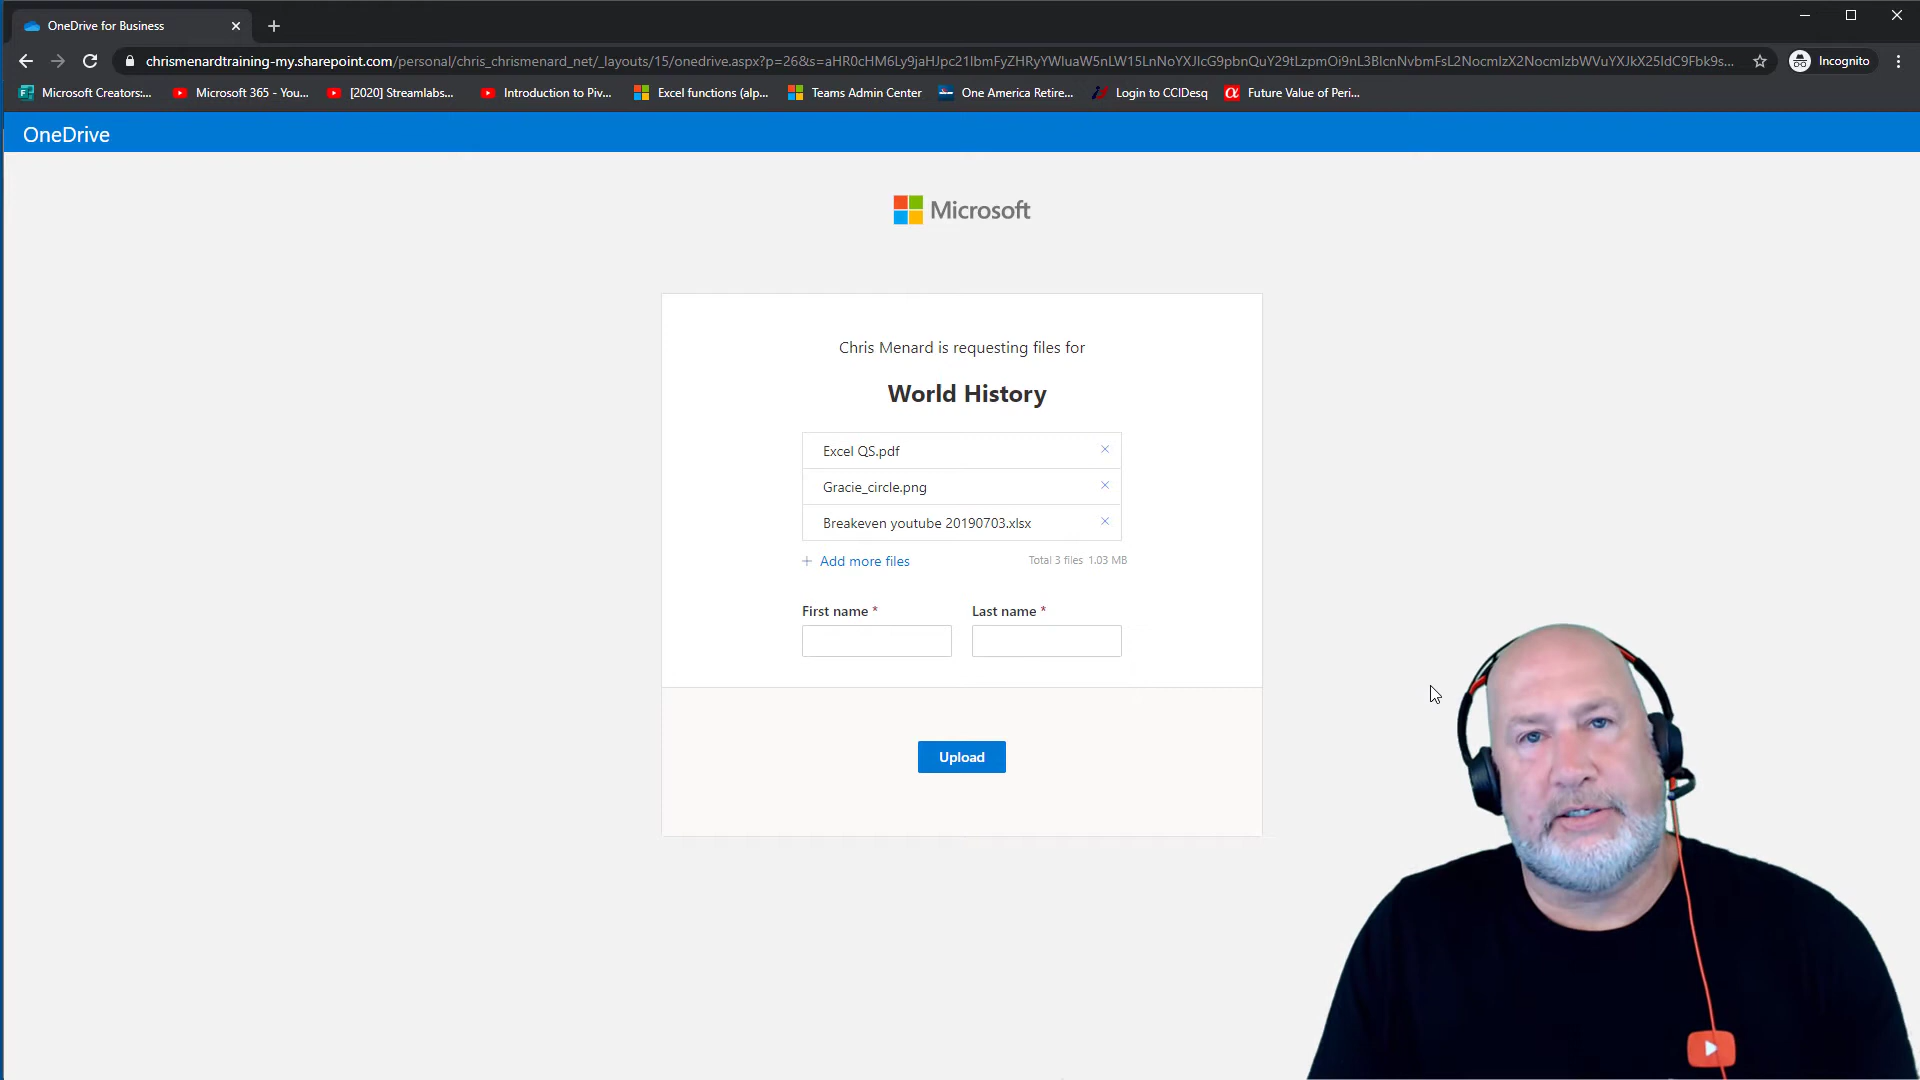 OneDrive for Business
chrismenardtraining-my.sharepoint.com/personal/chris_chrismenard_net/_layouts/15/onedrive.aspx?p=26&s=
Incognito
Microsoft Creators:...
Microsoft 365 - You...
[2020] Streamlabs...
Introduction to Piv...
Excel functions (alp...
Teams Admin Center
One America Retire...
Login to CCIDesq
Future Value of Peri...
OneDrive
Microsoft
Chris Menard is requesting files for
World History
Excel QS.pdf
Gracie_circle.png
Breakeven youtube 20190703.xlsx
+ Add more files
Total 3 files 1.03 MB
First name *
Last name *
Upload